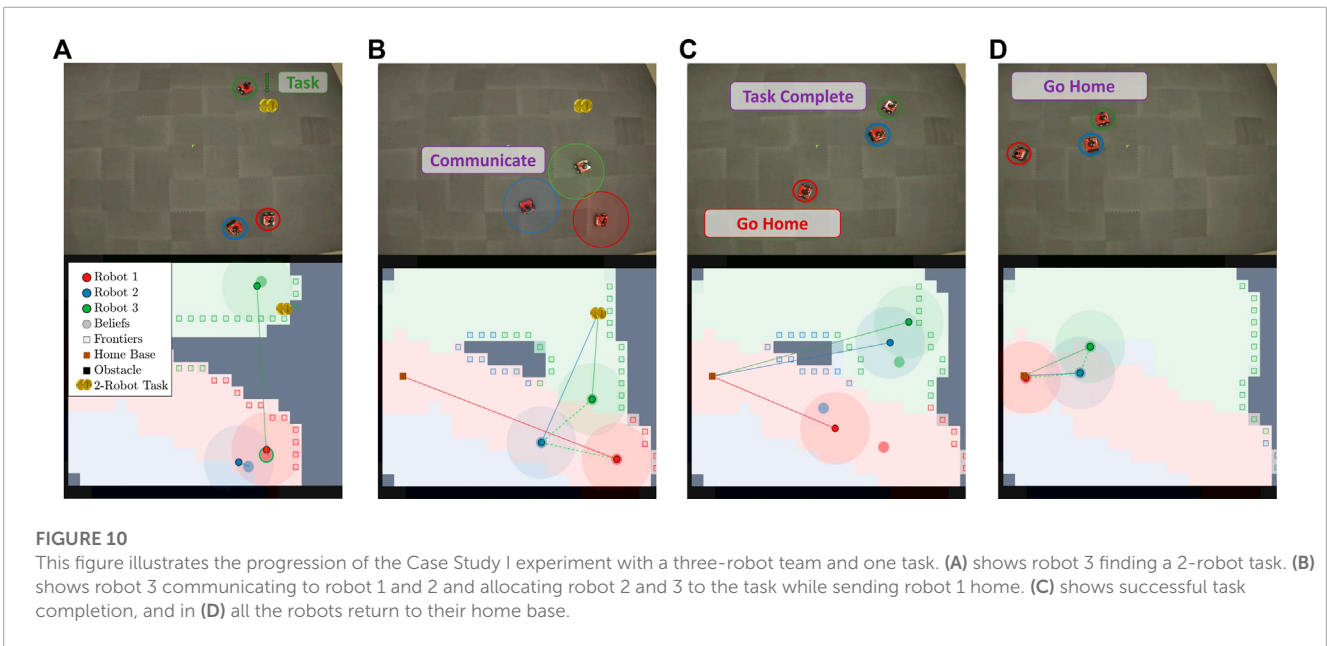 A
B
C
D
Task
Communicate
Task Complete
Go Home
Go Home
Robot 1
Robot 2
Robot 3
Beliefs
Frontiers
Home Base
Obstacle
2-Robot Task
FIGURE 10
This figure illustrates the progression of the Case Study I experiment with a three-robot team and one task. (A) shows robot 3 finding a 2-robot task. (B)
shows robot 3 communicating to robot 1 and 2 and allocating robot 2 and 3 to the task while sending robot 1 home. (C) shows successful task
completion, and in (D) all the robots return to their home base.